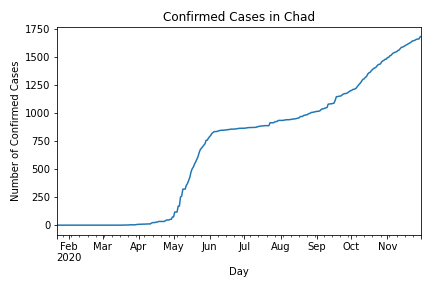 Confirmed Cases in Chad
Number of Confirmed Cases
1750
1500
1250
1000
750
500
250
0
Feb Mar Apr May Jun Jul Aug Sep Oct Nov
2020
Day